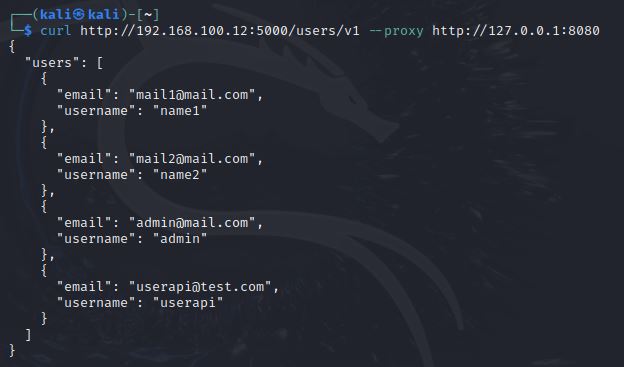 ┌──(kali㉿kali)-[~]
└─$ curl http://192.168.100.12:5000/users/v1 --proxy http://127.0.0.1:8080
{
  "users": [
    {
      "email": "mail1@mail.com",
      "username": "name1"
    },
    {
      "email": "mail2@mail.com",
      "username": "name2"
    },
    {
      "email": "admin@mail.com",
      "username": "admin"
    },
    {
      "email": "userapi@test.com",
      "username": "userapi"
    }
  ]
}